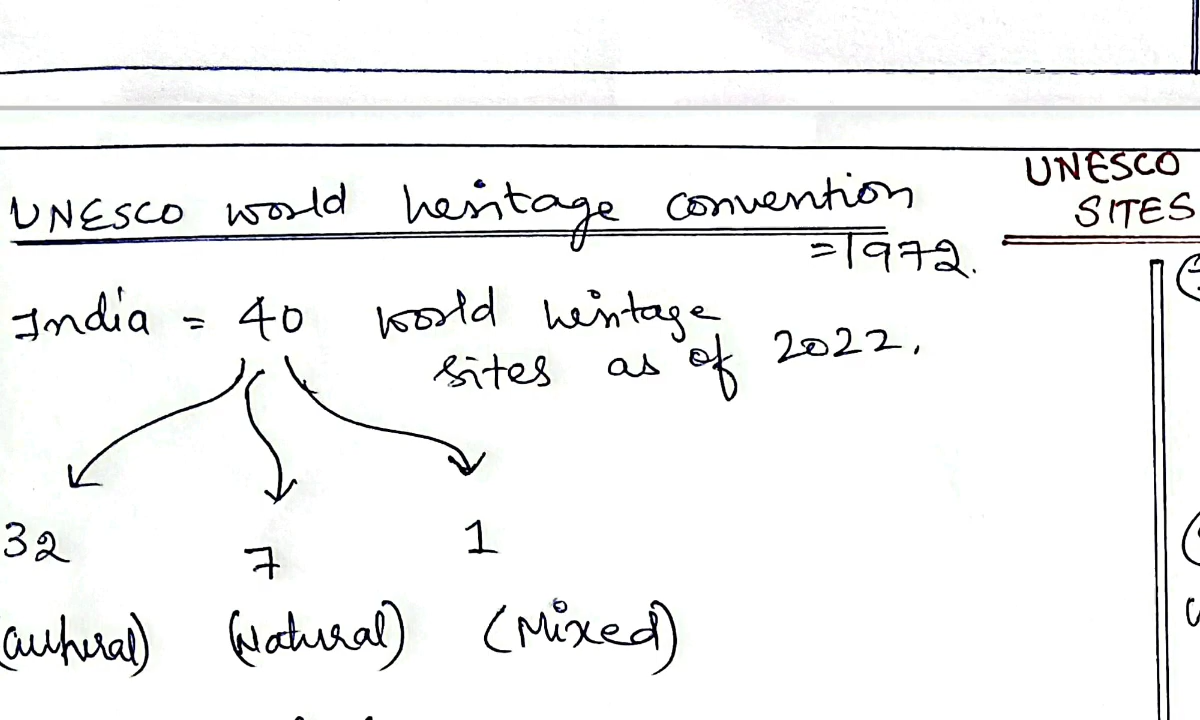 UNESCO world heritage convention
=1972.
India = 40 world heritage
sites as of 2022.
32 7 1
(Cultural) (Natural) (Mixed)
UNESCO
SITES